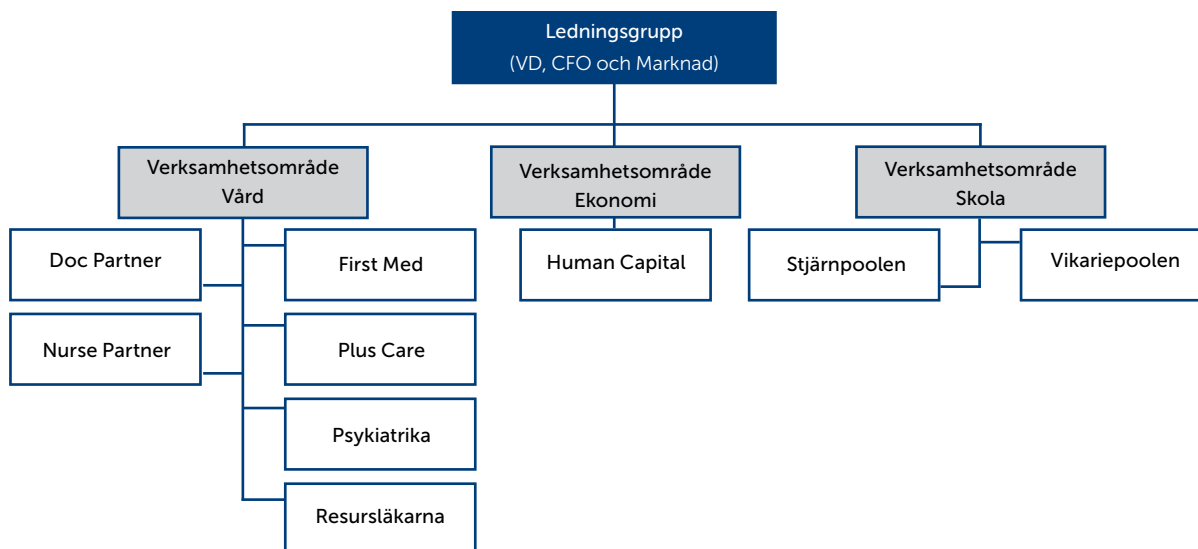 Ledningsgrupp
(VD, CFO och Marknad)
Verksamhetsområde
Vård
Verksamhetsområde
Ekonomi
Verksamhetsområde
Skola
Doc Partner
First Med
Human Capital
Stjärnpoolen
Vikariepoolen
Nurse Partner
Plus Care
Psykiatrika
Resursläkarna